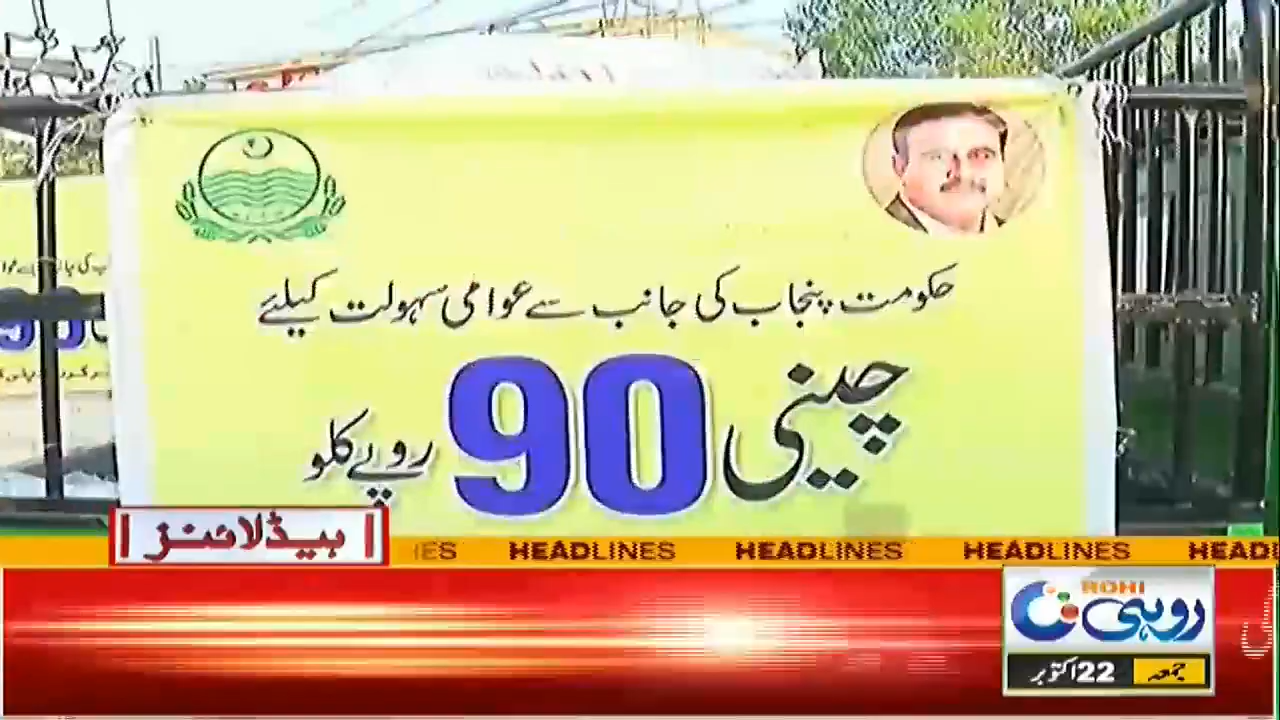 حکومت پنجاب کی جانب سے عوامی سہولت کیلئے
چینی 90 روپے کلو
90
ہیڈلائنز
HEADLINES HEADLINES HEADLINES
ROHI
روہی
جمعہ 22 اکتوبر